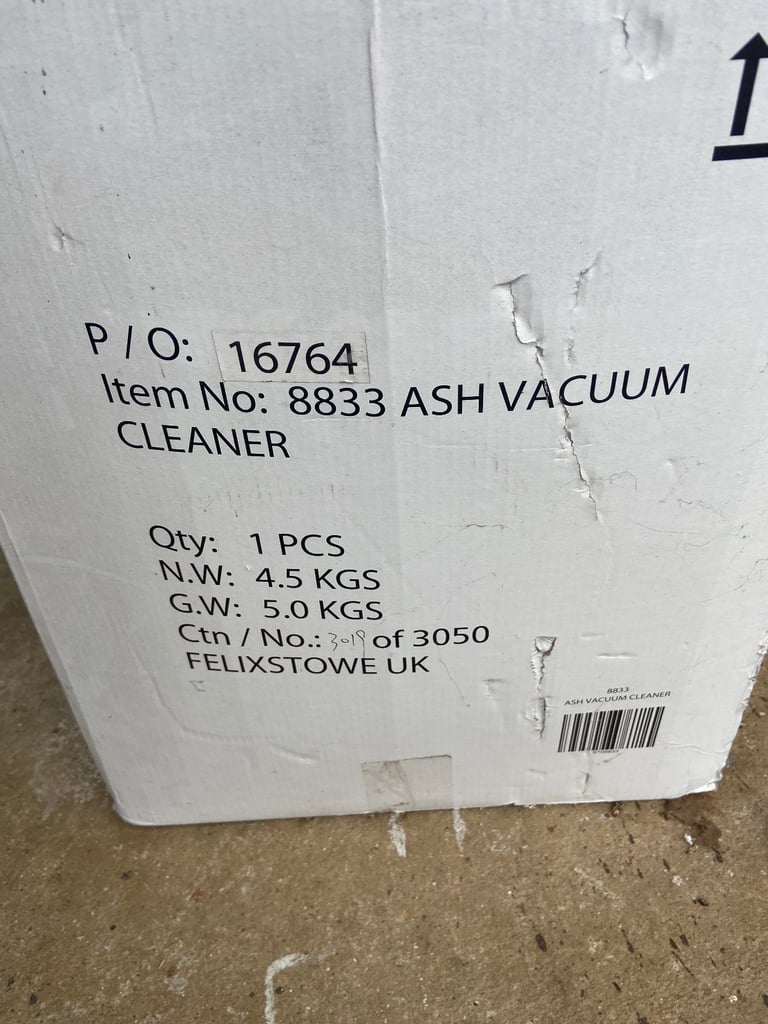 P / O: 16764
Item No: 8833 ASH VACUUM
CLEANER
Qty: 1 PCS
N.W: 4.5 KGS
G.W: 5.0 KGS
Ctn / No.: 3019 of 3050
FELIXSTOWE UK
8833
ASH VACUUM CLEANER